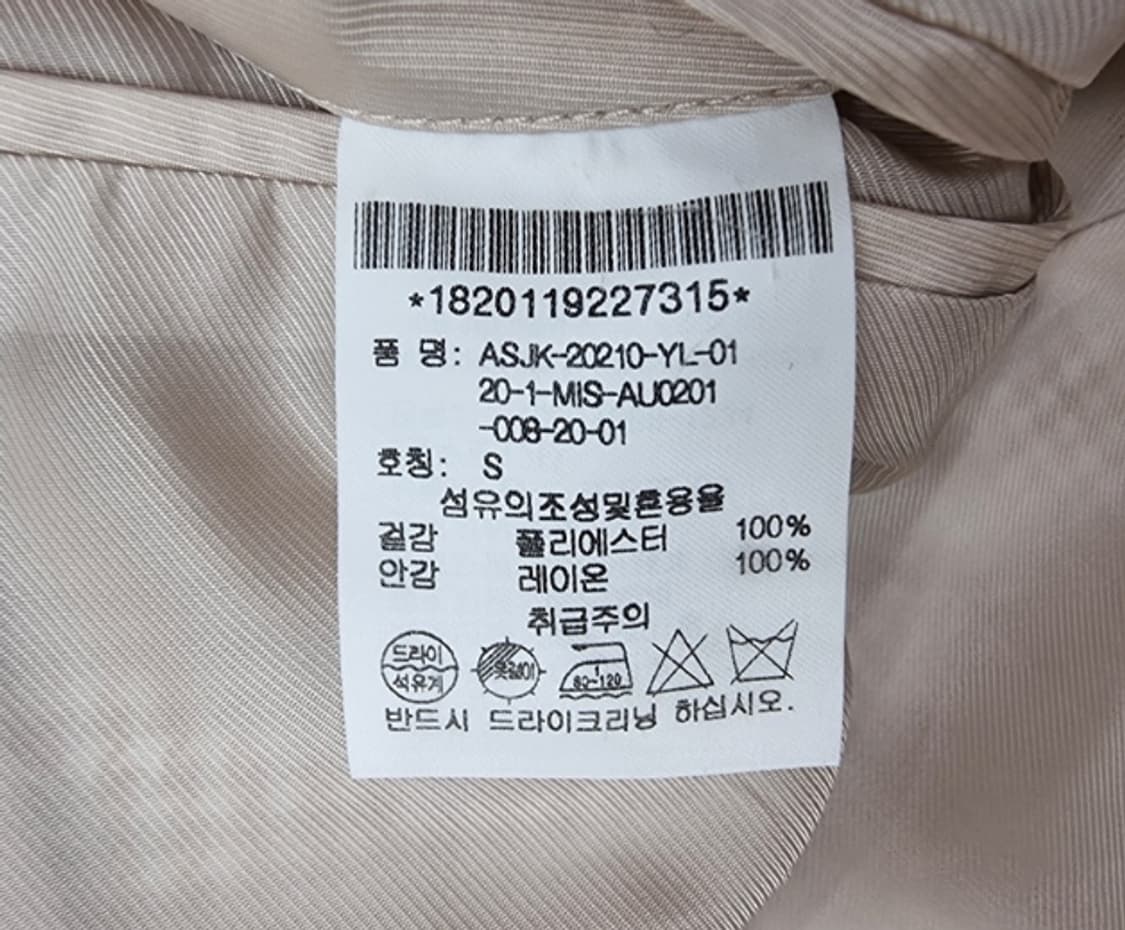 *1820119227315*
품 명: ASJK-20210-YL-01
20-1-MIS-AU0201
-008-20-01
호칭: S
섬유의조성및혼용율
겉감 폴리에스터 100%
안감 레이온 100%
취급주의
드라이
석유계
옷걸이
80~120
반드시 드라이크리닝 하십시오.